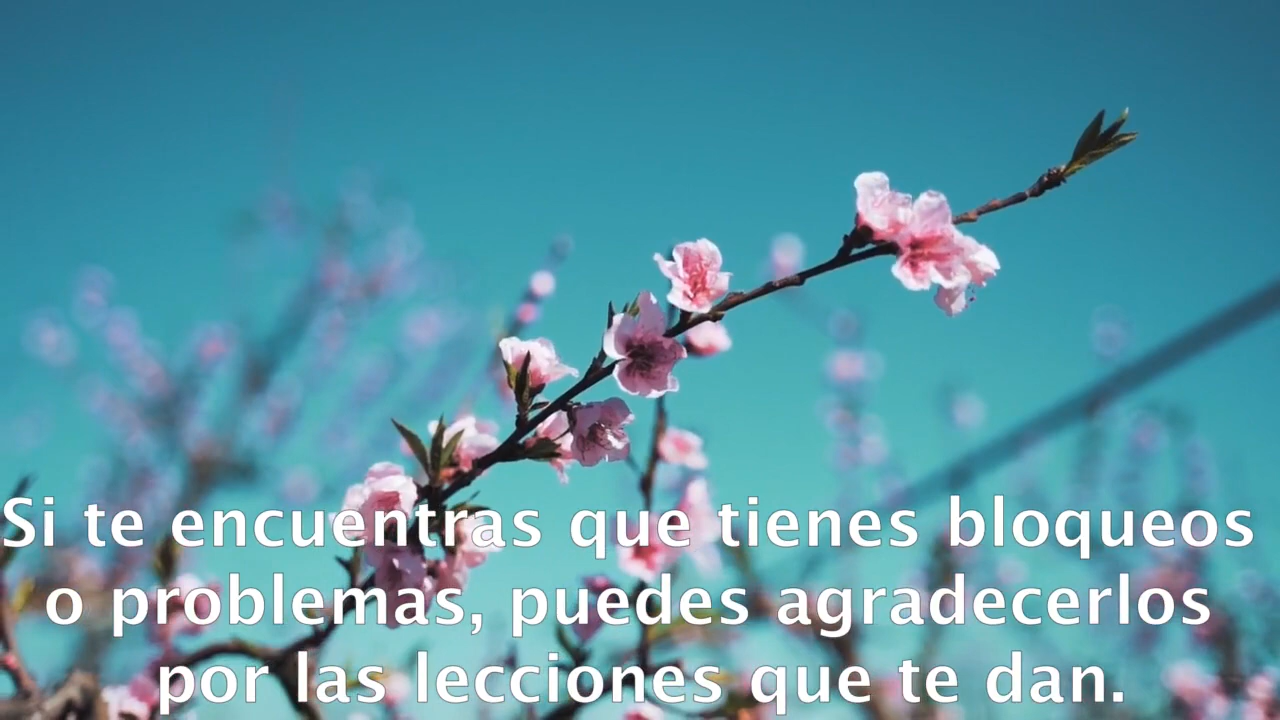 Si te encuentras que tienes bloqueos
o problemas, puedes agradecerlos
por las lecciones que te dan.